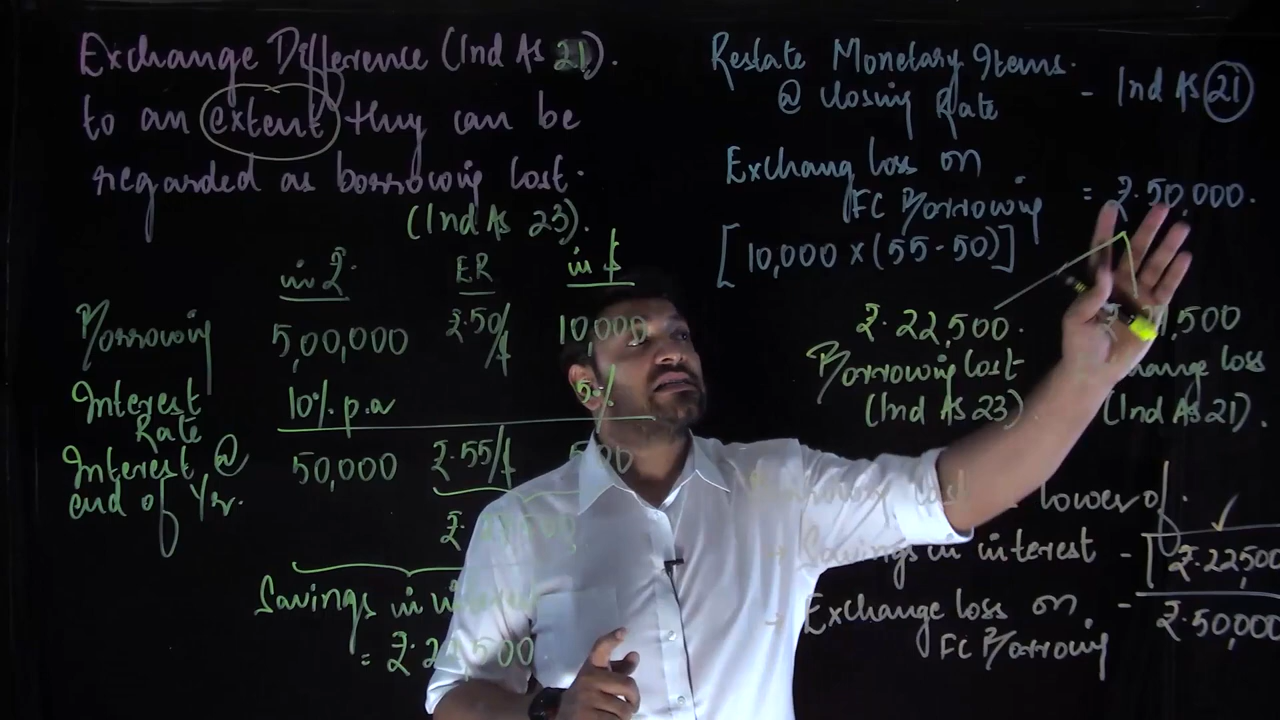 Exchange Difference (Ind As 21).
to an extent they can be
regarded as borrowing cost.
(Ind As 23).
in ₹. ER in $
Borrowing 5,00,000 ₹.50/$ 10,000
Interest Rate 10% p.a 5%
Interest @ end of Yr. 50,000 ₹.55/$ 500
Savings in
= ₹.
Restate Monetary Items.
@ closing Rate - Ind As 21
Exchang loss on
FC Borrowing = ₹.50,000.
[10,000 x (55-50)]
₹.22,500.
Borrowing Cost
(Ind As 23)
loss
(Ind As 21).
lower of.
→ Savings in interest - ₹.22,500
→ Exchange loss on FC Borrowing - ₹.50,000